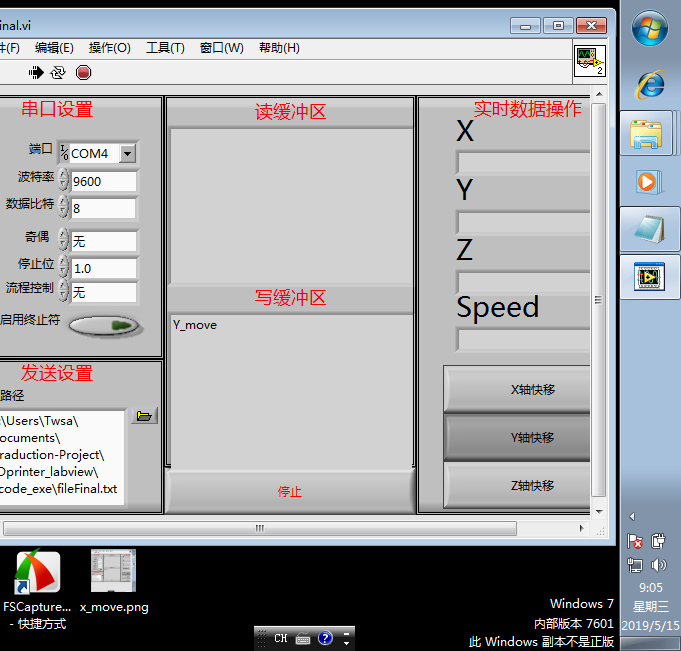 inal.vi
件(F) 编辑(E) 操作(O) 工具(T) 窗口(W) 帮助(H)
2
串口设置
端口 I/O COM4
波特率 9600
数据比特 8
奇偶 无
停止位 1.0
流程控制 无
启用终止符
发送设置
路径
:\Users\Twsa\
ocuments\
raduction-Project\
Dprinter_labview\
code_exe\fileFinal.txt
读缓冲区
写缓冲区
Y_move
停止
实时数据操作
X
Y
Z
Speed
X轴快移
Y轴快移
Z轴快移
FSCapture...
- 快捷方式
x_move.png
CH
Windows 7
内部版本 7601
此 Windows 副本不是正版
9:05
星期三
2019/5/15